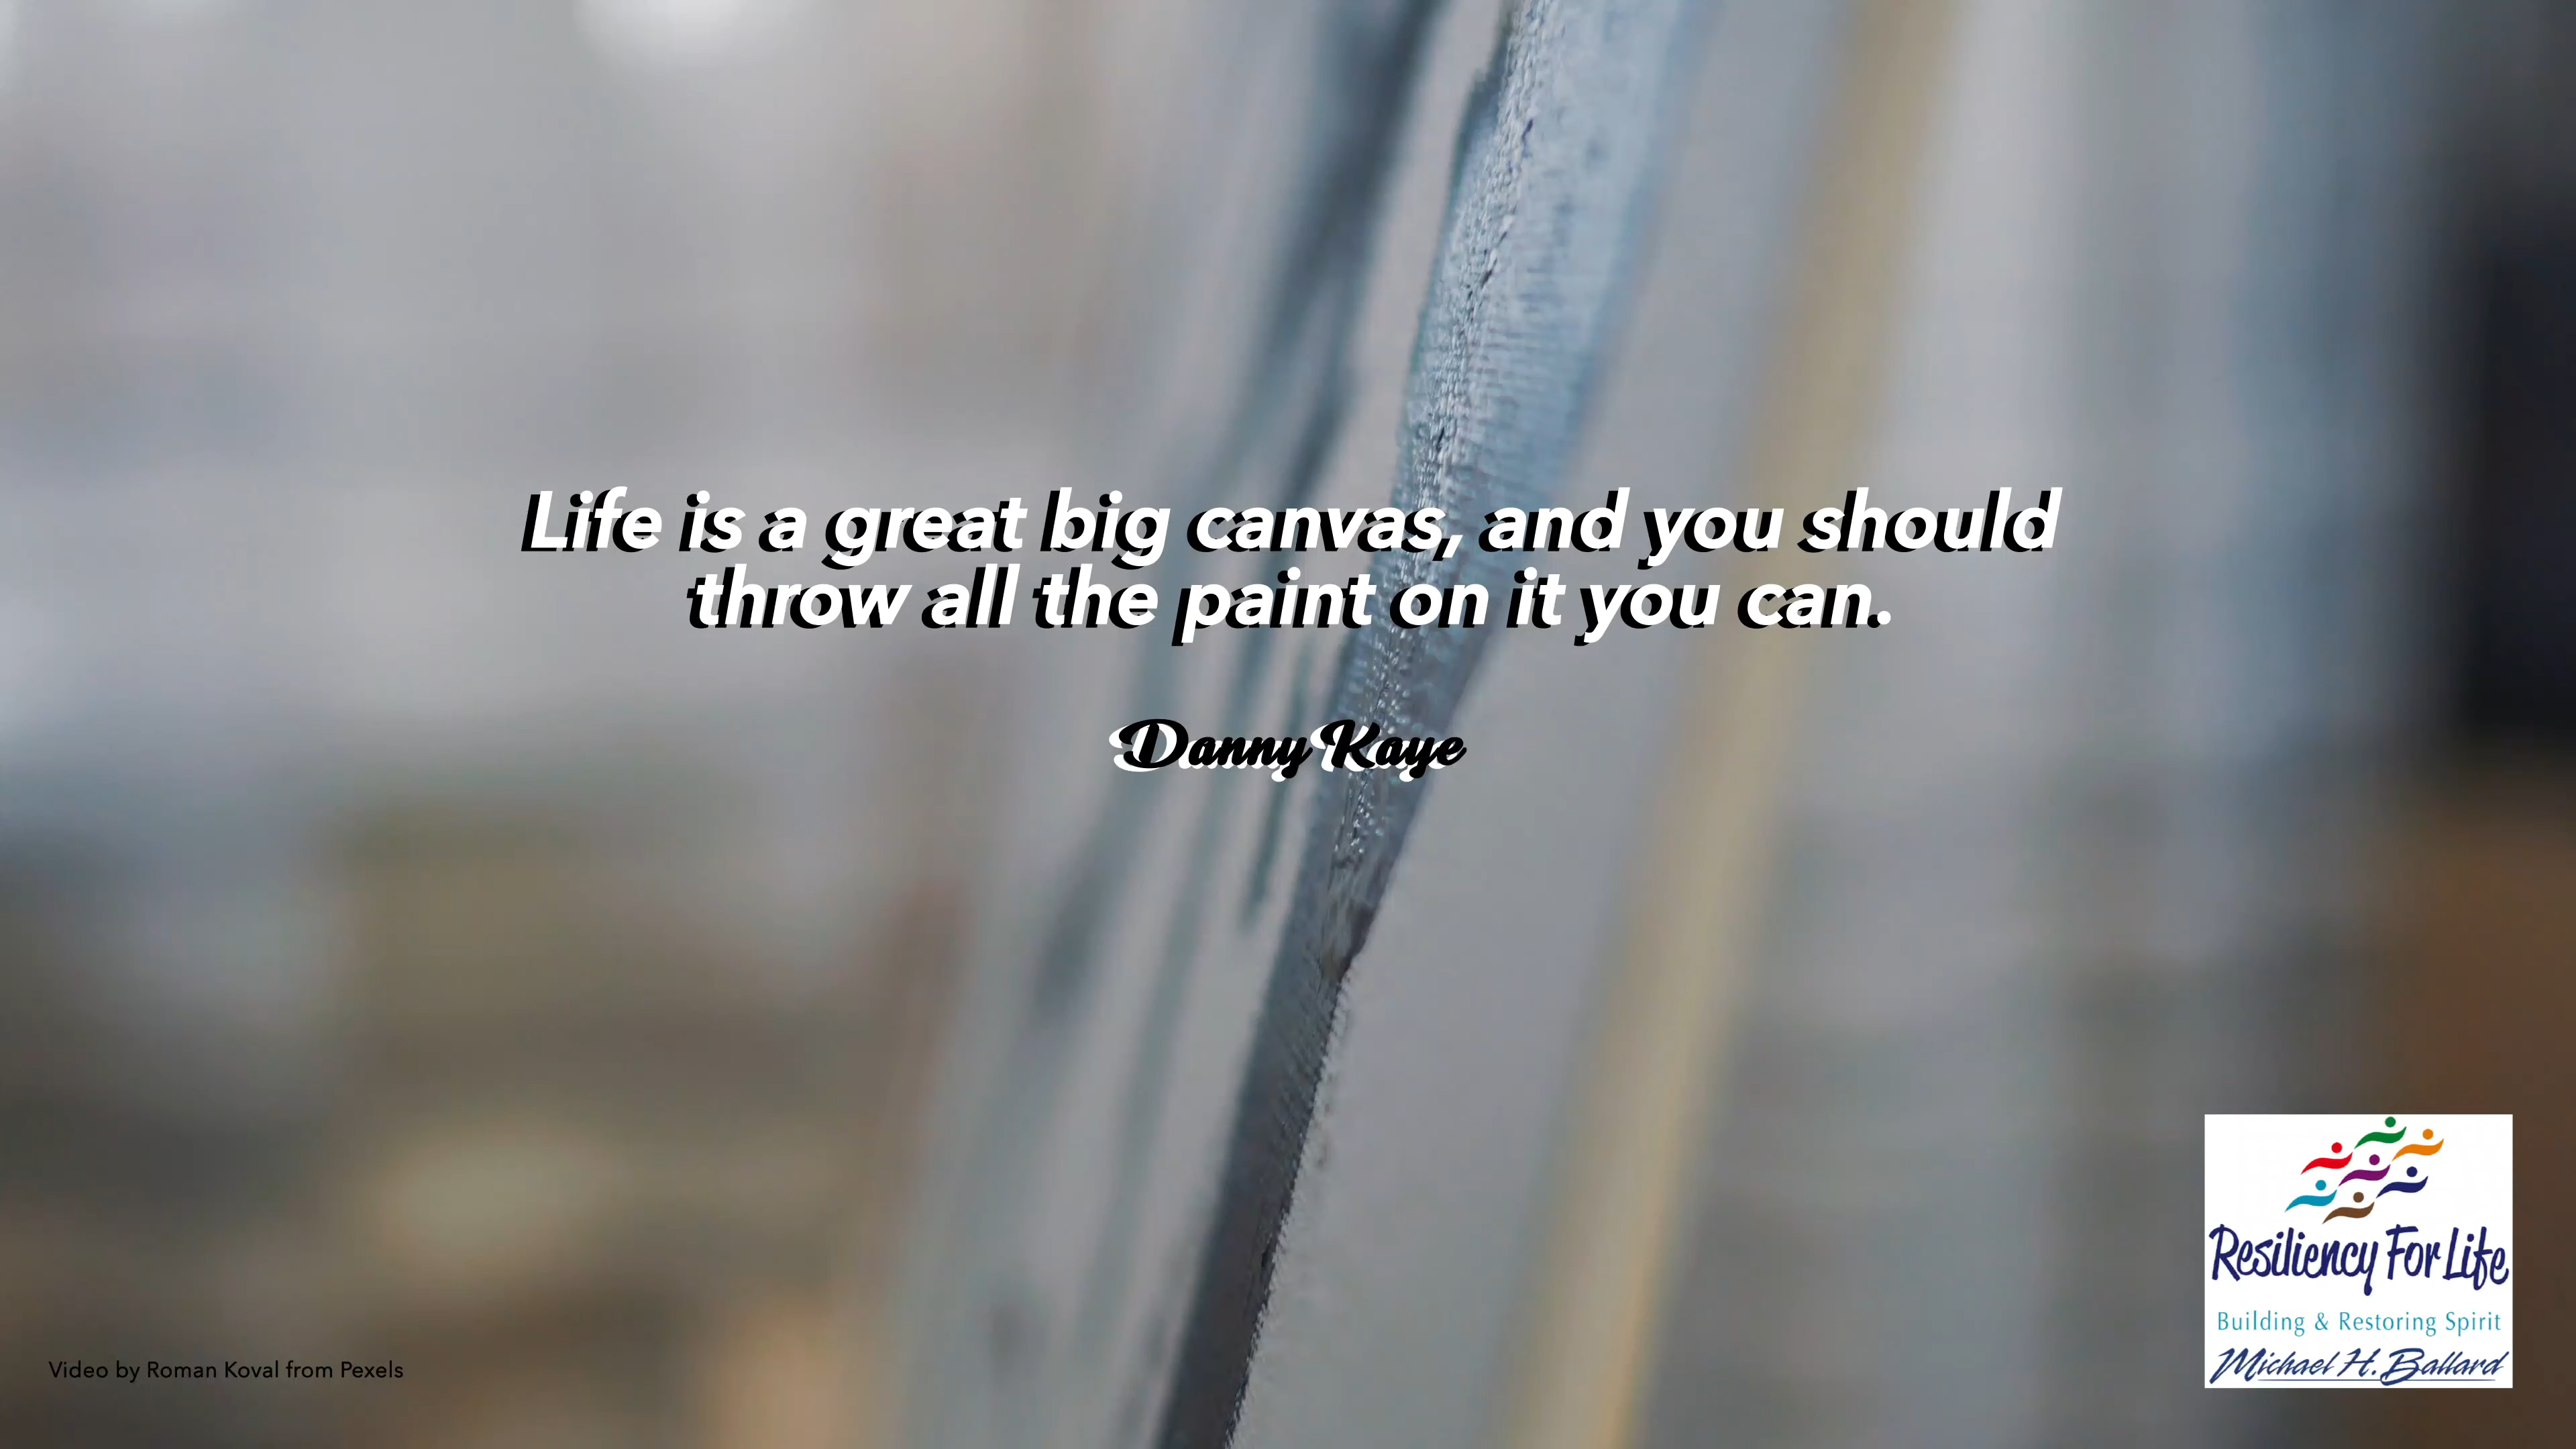 Life is a great big canvas, and you should
throw all the paint on it you can.
Danny Kaye
Resiliency For Life
Building & Restoring Spirit
Michael H. Ballard
Video by Roman Koval from Pexels